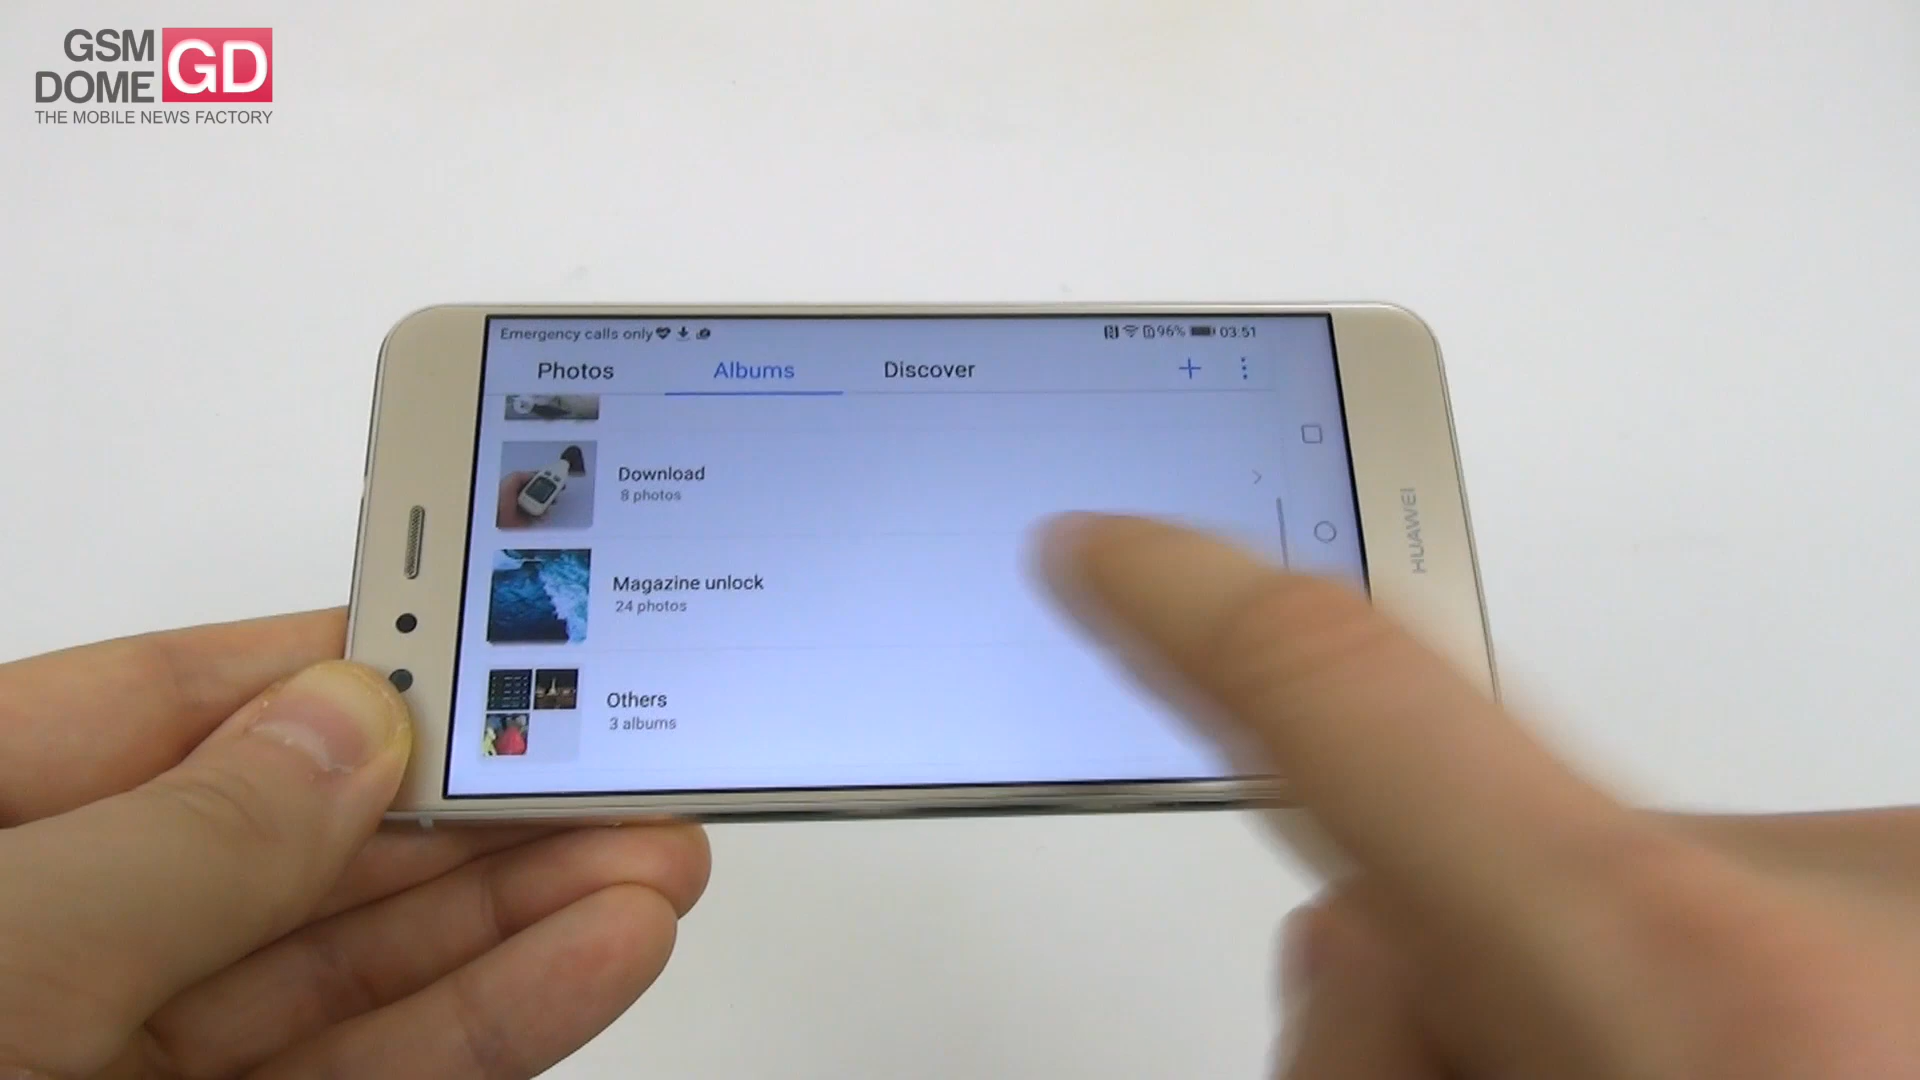 GSM
DOME
GD
THE MOBILE NEWS FACTORY
Emergency calls only
96% 03:51
Photos Albums Discover
Download
8 photos
Magazine unlock
24 photos
Others
3 albums
HUAWEI